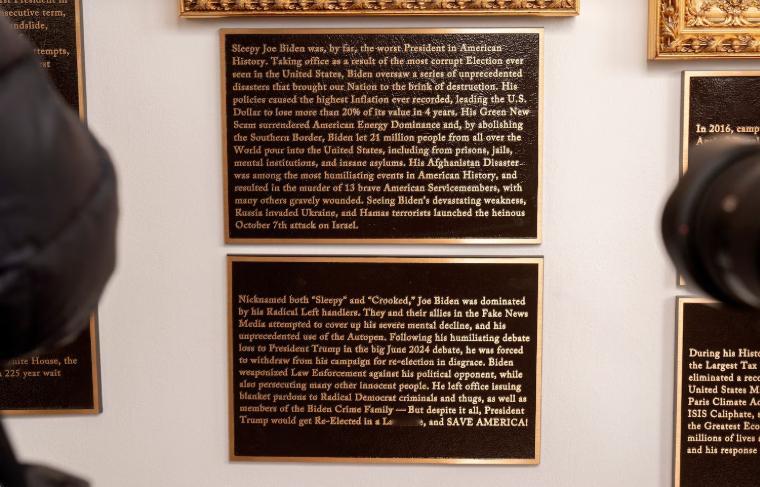 secutive term,
landslide,
Sleepy Joe Biden was, by far, the worst President in American
History. Taking office as a result of the most corrupt Election ever
seen in the United States, Biden oversaw a series of unprecedented
disasters that brought our Nation to the brink of destruction. His
policies caused the highest Inflation ever recorded, leading the U.S.
Dollar to lose more than 20% of its value in 4 years. His Green New
Scam surrendered American Energy Dominance and, by abolishing
the Southern Border, Biden let 21 million people from all over the
World pour into the United States, including from prisons, jails,
mental institutions, and insane asylums. His Afghanistan Disaster
was among the most humiliating events in American History, and
resulted in the murder of 13 brave American Servicemembers, with
many others gravely wounded. Seeing Biden's devastating weakness,
Russia invaded Ukraine, and Hamas terrorists launched the heinous
October 7th attack on Israel.
Nicknamed both "Sleepy" and "Crooked," Joe Biden was dominated
by his Radical Left handlers. They and their allies in the Fake News
Media attempted to cover up his severe mental decline, and his
unprecedented use of the Autopen. Following his humiliating debate
loss to President Trump in the big June 2024 debate, he was forced
to withdraw from his campaign for re-election in disgrace. Biden
weaponized Law Enforcement against his political opponent, while
also persecuting many other innocent people. He left office issuing
blanket pardons to Radical Democrat criminals and thugs, as well as
members of the Biden Crime Family — But despite it all, President
Trump would get Re-Elected in a , and SAVE AMERICA!
House, the
225 year wait
In 2016, camp
During his Histo
the Largest Tax
eliminated a reco
United States M
Paris Climate Ac
ISIS Caliphate, s
the Greatest Eco
millions of lives
and his response